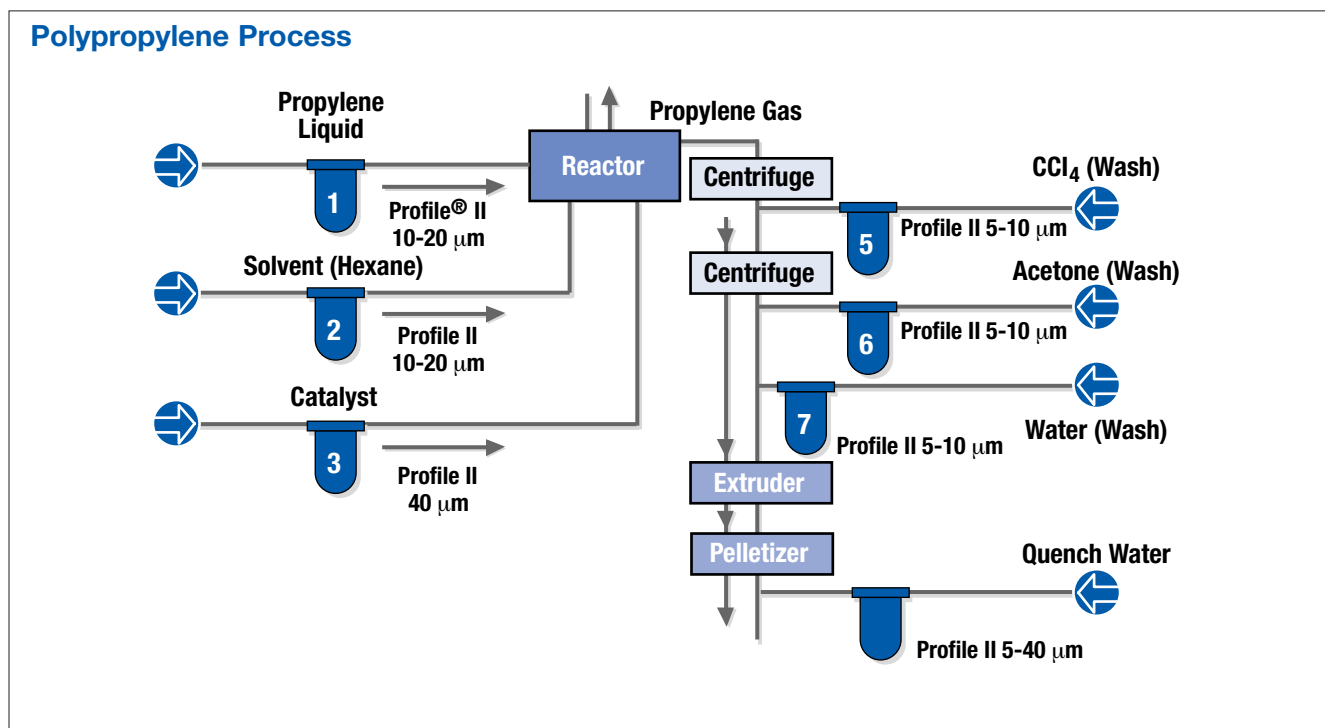 Polypropylene Process
Propylene
Liquid
1
Profile® II
10-20 μm
Solvent (Hexane)
2
Profile II
10-20 μm
Catalyst
3
Profile II
40 μm
Reactor
Propylene Gas
Centrifuge
CCl4 (Wash)
5
Profile II 5-10 μm
Centrifuge
Acetone (Wash)
6
Profile II 5-10 μm
7
Water (Wash)
Profile II 5-10 μm
Extruder
Pelletizer
Quench Water
Profile II 5-40 μm